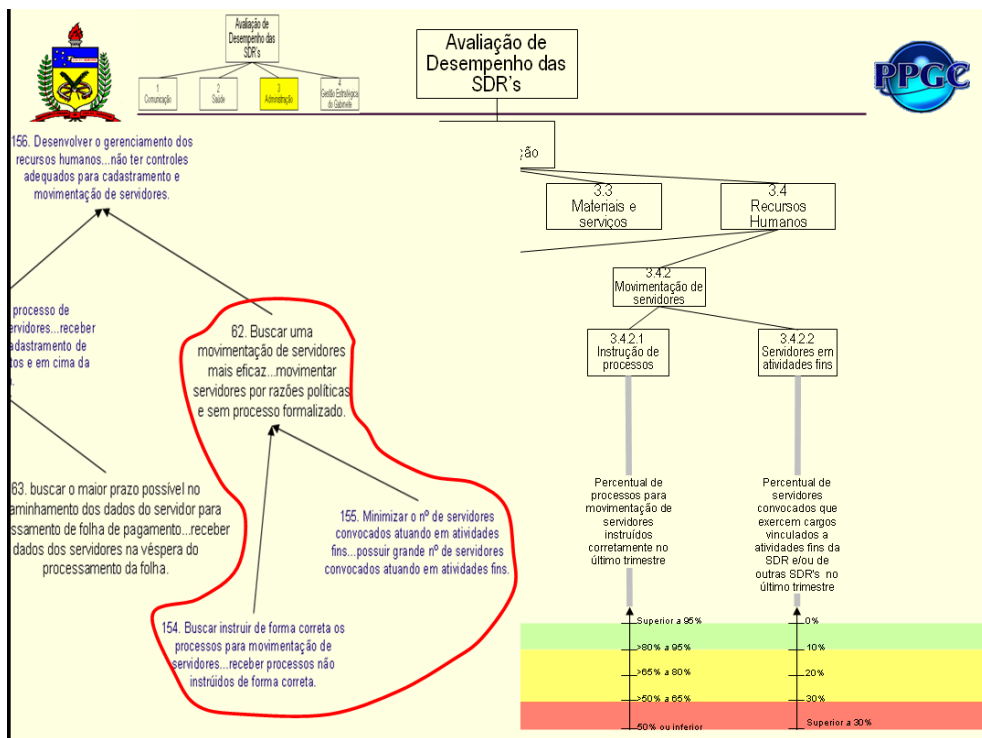 Avaliação de
Desempenho das
SDR's
1
Comunicação
2
Saúde
3
Administração
4
Gestão Estratégica
do Gabinete
Avaliação de
Desempenho das
SDR's
PPGE
156. Desenvolver o gerenciamento dos
recursos humanos...não ter controles
adequados para cadastramento e
movimentação de servidores.
processo de
ervidores...receber
adastramento de
tos e em cima da
.
62. Buscar uma
movimentação de servidores
mais eficaz...movimentar
servidores por razões políticas
e sem processo formalizado.
63. buscar o maior prazo possível no
aminhamento dos dados do servidor para
ssamento de folha de pagamento...receber
dados dos servidores na véspera do
processamento da folha.
155. Minimizar o nº de servidores
convocados atuando em atividades
fins...possuir grande nº de servidores
convocados atuando em atividades fins.
154. Buscar instruir de forma correta os
processos para movimentação de
servidores...receber processos não
instrúidos de forma correta.
ção
3.3
Materiais e
serviços
3.4
Recursos
Humanos
3.4.2
Movimentação de
servidores
3.4.2.1
Instrução de
processos
3.4.2.2
Servidores em
atividades fins
Percentual de
processos para
movimentação de
servidores
instruídos
corretamente no
último trimestre
Percentual de
servidores
convocados que
exercem cargos
vinculados a
atividades fins da
SDR e/ou de
outras SDR's no
último trimestre
Superior a 95%
>80% a 95%
>65% a 80%
>50% a 65%
50% ou inferior
0%
10%
20%
30%
Superior a 30%